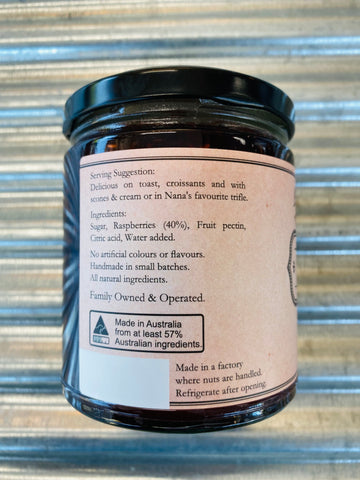 Serving Suggestion:
Delicious on toast, croissants and with
scones & cream or in Nana's favourite trifle.
Ingredients:
Sugar, Raspberries (40%), Fruit pectin,
Citric acid, Water added.
No artificial colours or flavours.
Handmade in small batches.
All natural ingredients.
Family Owned & Operated.
Made in Australia
from at least 57%
Australian ingredients.
Made in a factory
where nuts are handled.
Refrigerate after opening.